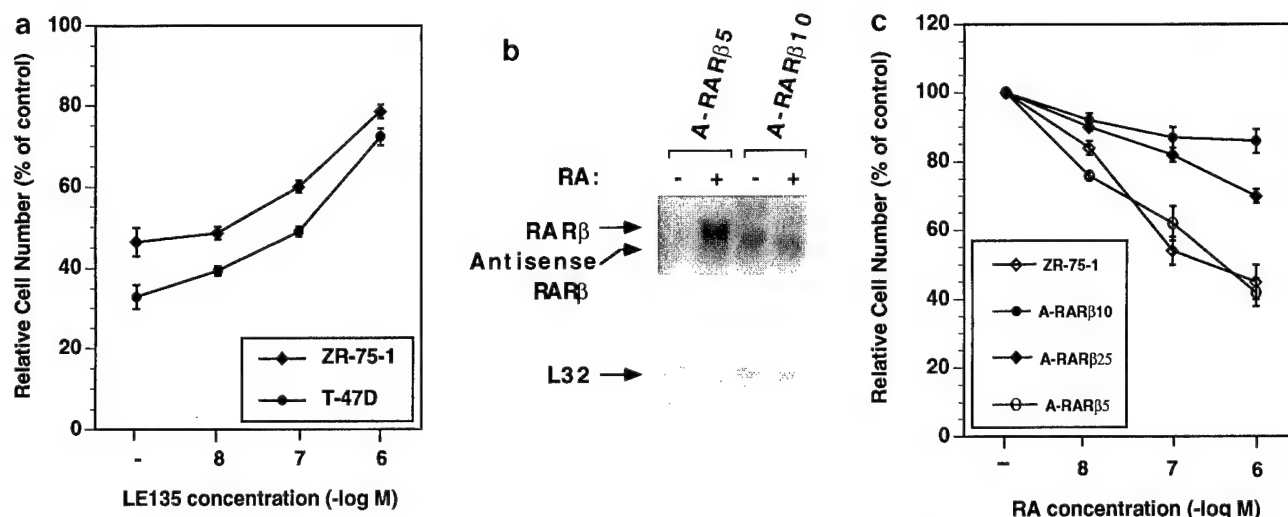 a
Relative Cell Number (% of control)
100
80
60
40
20
0
ZR-75-1
T-47D
- 8 7 6
LE135 concentration (-log M)
b
A-RARβ5
A-RARβ10
RA: - + - +
RARβ
Antisense
RARβ
L32
c
Relative Cell Number (% of control)
120
100
80
60
40
20
0
ZR-75-1
A-RARβ10
A-RARβ25
A-RARβ5
- 8 7 6
RA concentration (-log M)